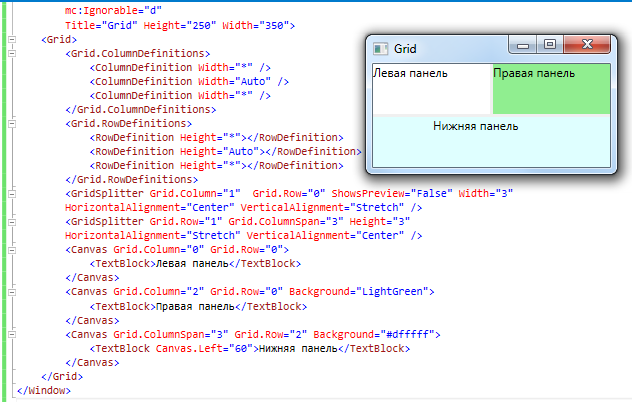 mc:Ignorable="d"
Title="Grid" Height="250" Width="350">
<Grid>
<Grid.ColumnDefinitions>
<ColumnDefinition Width="*" />
<ColumnDefinition Width="Auto" />
<ColumnDefinition Width="*" />
</Grid.ColumnDefinitions>
<Grid.RowDefinitions>
<RowDefinition Height="*"></RowDefinition>
<RowDefinition Height="Auto"></RowDefinition>
<RowDefinition Height="*"></RowDefinition>
</Grid.RowDefinitions>
<GridSplitter Grid.Column="1"  Grid.Row="0" ShowsPreview="False" Width="3"
HorizontalAlignment="Center" VerticalAlignment="Stretch" />
<GridSplitter Grid.Row="1" Grid.ColumnSpan="3" Height="3"
HorizontalAlignment="Stretch" VerticalAlignment="Center" />
<Canvas Grid.Column="0" Grid.Row="0">
<TextBlock>Левая панель</TextBlock>
</Canvas>
<Canvas Grid.Column="2" Grid.Row="0" Background="LightGreen">
<TextBlock>Правая панель</TextBlock>
</Canvas>
<Canvas Grid.ColumnSpan="3" Grid.Row="2" Background="#dfffff">
<TextBlock Canvas.Left="60">Нижняя панель</TextBlock>
</Canvas>
</Grid>
</Window>
Grid
Левая панель
Правая панель
Нижняя панель